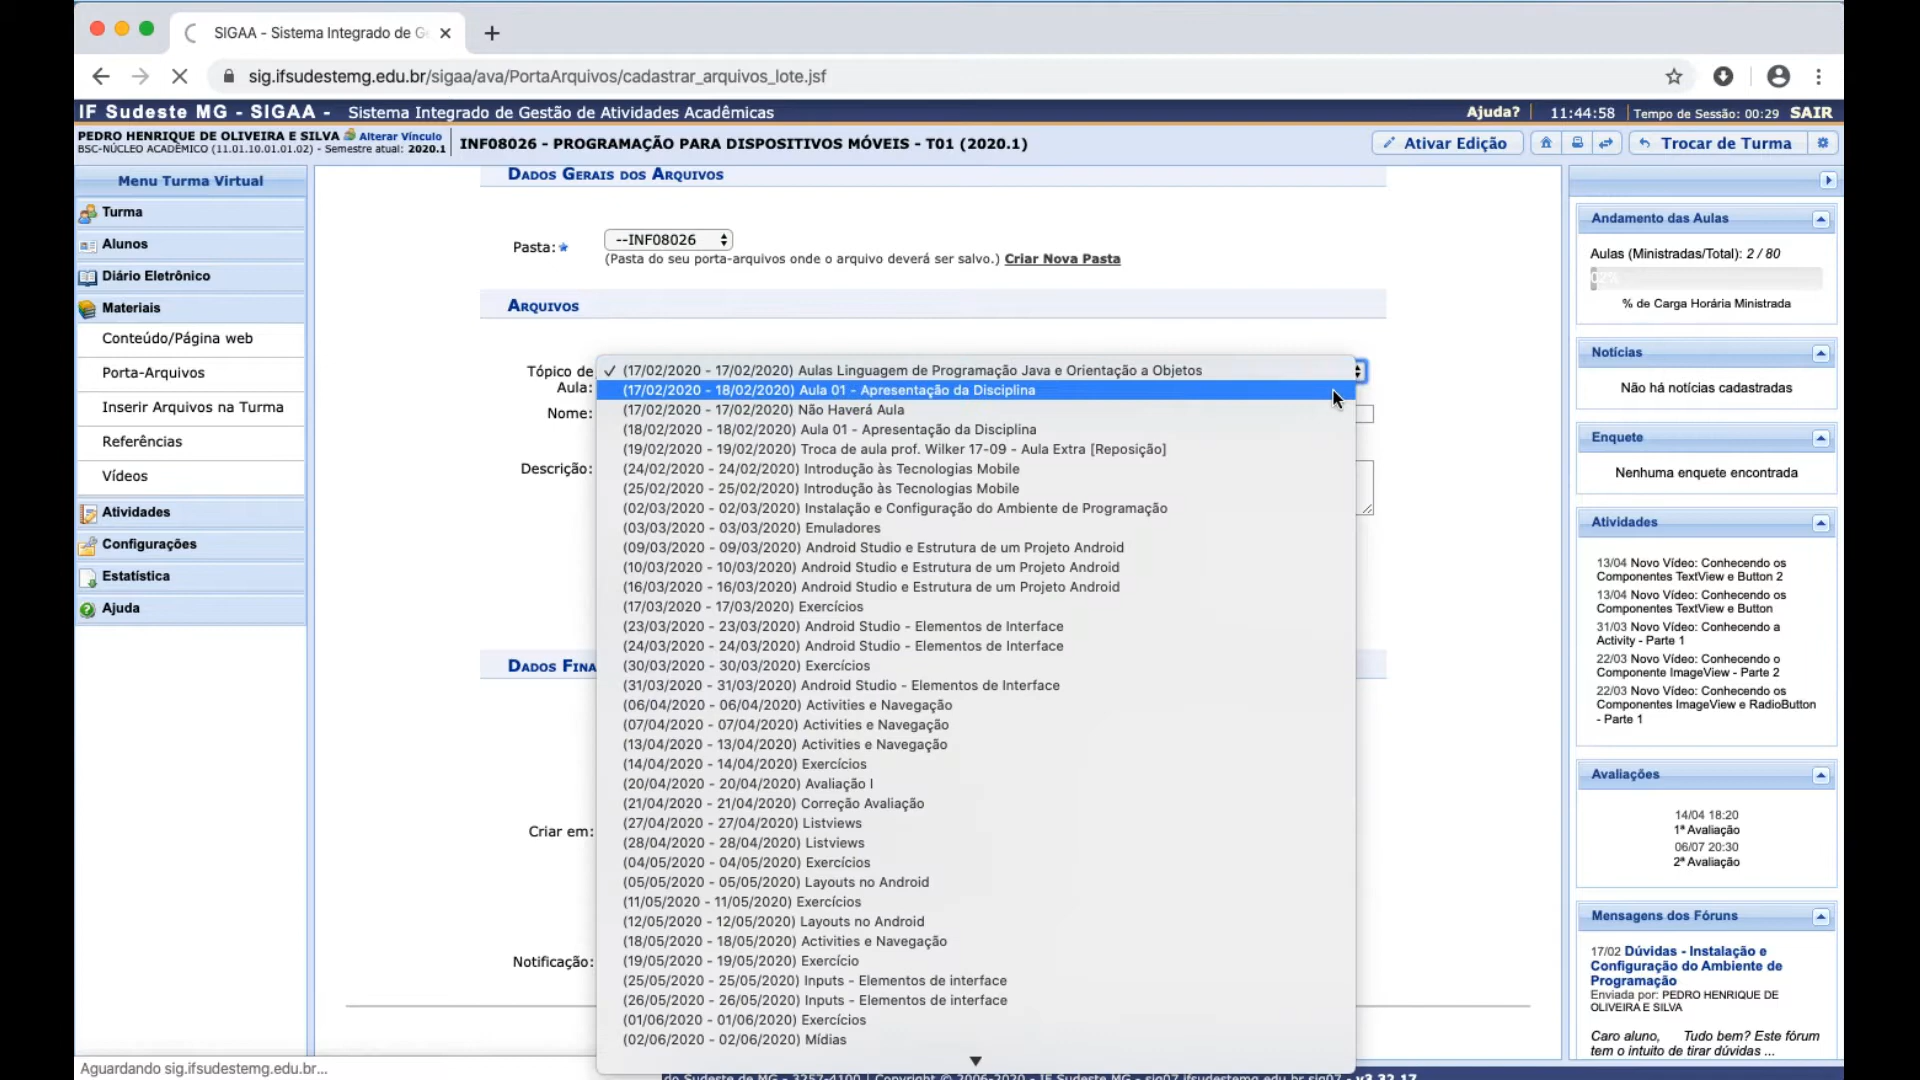 SIGAA - Sistema Integrado de G
sig.ifsudestemg.edu.br/sigaa/ava/PortaArquivos/cadastrar_arquivos_lote.jsf
IF Sudeste MG - SIGAA - Sistema Integrado de Gestão de Atividades Acadêmicas
Ajuda? 11:44:58 Tempo de Sessão: 00:29 SAIR
PEDRO HENRIQUE DE OLIVEIRA E SILVA Alterar Vínculo
BSC-NÚCLEO ACADÊMICO (11.01.10.01.01.02) - Semestre atual: 2020.1
INF08026 - PROGRAMAÇÃO PARA DISPOSITIVOS MÓVEIS - T01 (2020.1)
Ativar Edição
Trocar de Turma
Menu Turma Virtual
Turma
Alunos
Diário Eletrônico
Materiais
Conteúdo/Página web
Porta-Arquivos
Inserir Arquivos na Turma
Referências
Vídeos
Atividades
Configurações
Estatística
Ajuda
DADOS GERAIS DOS ARQUIVOS
Pasta:
--INF08026
(Pasta do seu porta-arquivos onde o arquivo deverá ser salvo.) Criar Nova Pasta
ARQUIVOS
Tópico de
Aula:
Nome:
Descrição:
DADOS FINA
Criar em:
Notificação:
✓ (17/02/2020 - 17/02/2020) Aulas Linguagem de Programação Java e Orientação a Objetos
(17/02/2020 - 18/02/2020) Aula 01 - Apresentação da Disciplina
(17/02/2020 - 17/02/2020) Não Haverá Aula
(18/02/2020 - 18/02/2020) Aula 01 - Apresentação da Disciplina
(19/02/2020 - 19/02/2020) Troca de aula prof. Wilker 17-09 - Aula Extra [Reposição]
(24/02/2020 - 24/02/2020) Introdução às Tecnologias Mobile
(25/02/2020 - 25/02/2020) Introdução às Tecnologias Mobile
(02/03/2020 - 02/03/2020) Instalação e Configuração do Ambiente de Programação
(03/03/2020 - 03/03/2020) Emuladores
(09/03/2020 - 09/03/2020) Android Studio e Estrutura de um Projeto Android
(10/03/2020 - 10/03/2020) Android Studio e Estrutura de um Projeto Android
(16/03/2020 - 16/03/2020) Android Studio e Estrutura de um Projeto Android
(17/03/2020 - 17/03/2020) Exercícios
(23/03/2020 - 23/03/2020) Android Studio - Elementos de Interface
(24/03/2020 - 24/03/2020) Android Studio - Elementos de Interface
(30/03/2020 - 30/03/2020) Exercícios
(31/03/2020 - 31/03/2020) Android Studio - Elementos de Interface
(06/04/2020 - 06/04/2020) Activities e Navegação
(07/04/2020 - 07/04/2020) Activities e Navegação
(13/04/2020 - 13/04/2020) Activities e Navegação
(14/04/2020 - 14/04/2020) Exercícios
(20/04/2020 - 20/04/2020) Avaliação I
(21/04/2020 - 21/04/2020) Correção Avaliação
(27/04/2020 - 27/04/2020) Listviews
(28/04/2020 - 28/04/2020) Listviews
(04/05/2020 - 04/05/2020) Exercícios
(05/05/2020 - 05/05/2020) Layouts no Android
(11/05/2020 - 11/05/2020) Exercícios
(12/05/2020 - 12/05/2020) Layouts no Android
(18/05/2020 - 18/05/2020) Activities e Navegação
(19/05/2020 - 19/05/2020) Exercício
(25/05/2020 - 25/05/2020) Inputs - Elementos de interface
(26/05/2020 - 26/05/2020) Inputs - Elementos de interface
(01/06/2020 - 01/06/2020) Exercícios
(02/06/2020 - 02/06/2020) Mídias
Andamento das Aulas
Aulas (Ministradas/Total): 2 / 80
02%
% de Carga Horária Ministrada
Notícias
Não há notícias cadastradas
Enquete
Nenhuma enquete encontrada
Atividades
13/04 Novo Vídeo: Conhecendo os
Componentes TextView e Button 2
13/04 Novo Vídeo: Conhecendo os
Componentes TextView e Button
31/03 Novo Vídeo: Conhecendo a
Activity - Parte 1
22/03 Novo Vídeo: Conhecendo o
Componente ImageView - Parte 2
22/03 Novo Vídeo: Conhecendo os
Componentes ImageView e RadioButton
- Parte 1
Avaliações
14/04 18:20
1ª Avaliação
06/07 20:30
2ª Avaliação
Mensagens dos Fóruns
17/02 Dúvidas - Instalação e
Configuração do Ambiente de
Programação
Enviada por: PEDRO HENRIQUE DE
OLIVEIRA E SILVA
Caro aluno, Tudo bem? Este fórum
tem o intuito de tirar dúvidas ...
Aguardando sig.ifsudestemg.edu.br...
do Sudeste de MG - 3257-4100 | Copyright © 2006-2020 - IF Sudeste MG - sig07.ifsudestemg.edu.br.sig07 - v3.32.17